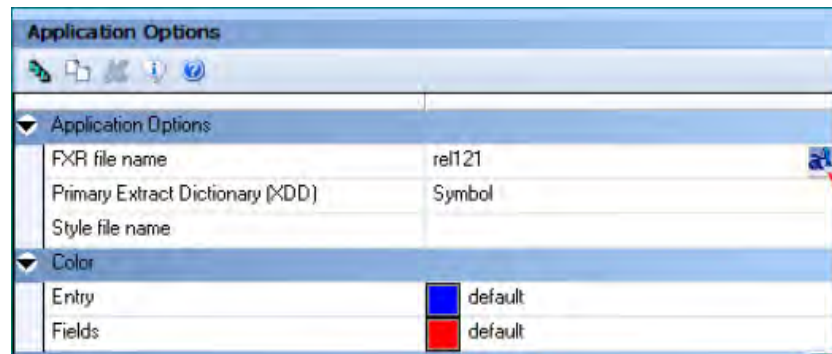 Application Options
Application Options
FXR file name rel121
Primary Extract Dictionary (XDD) Symbol
Style file name
Color
Entry default
Fields default